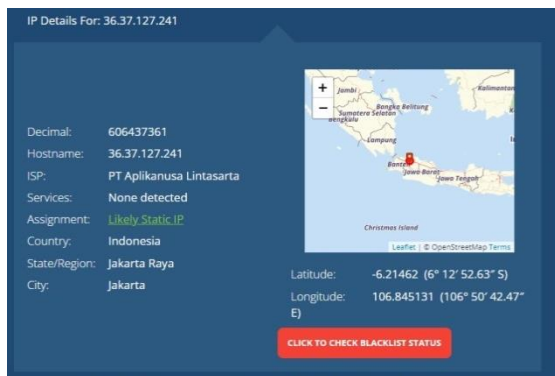 IP Details For: 36.37.127.241
Decimal: 606437361
Hostname: 36.37.127.241
ISP: PT Aplikanusa Lintasarta
Services: None detected
Assignment: Likely Static IP
Country: Indonesia
State/Region: Jakarta Raya
City: Jakarta
+
−
Jambi
Kalimantan
Bangka Belitung
Sumatera Selatan
Bengkulu
Lampung
Banten
Jawa Barat
Jawa Tengah
Christmas Island
Leaflet | © OpenStreetMap Terms
Latitude: -6.21462 (6° 12′ 52.63″ S)
Longitude: 106.845131 (106° 50′ 42.47″
E)
CLICK TO CHECK BLACKLIST STATUS